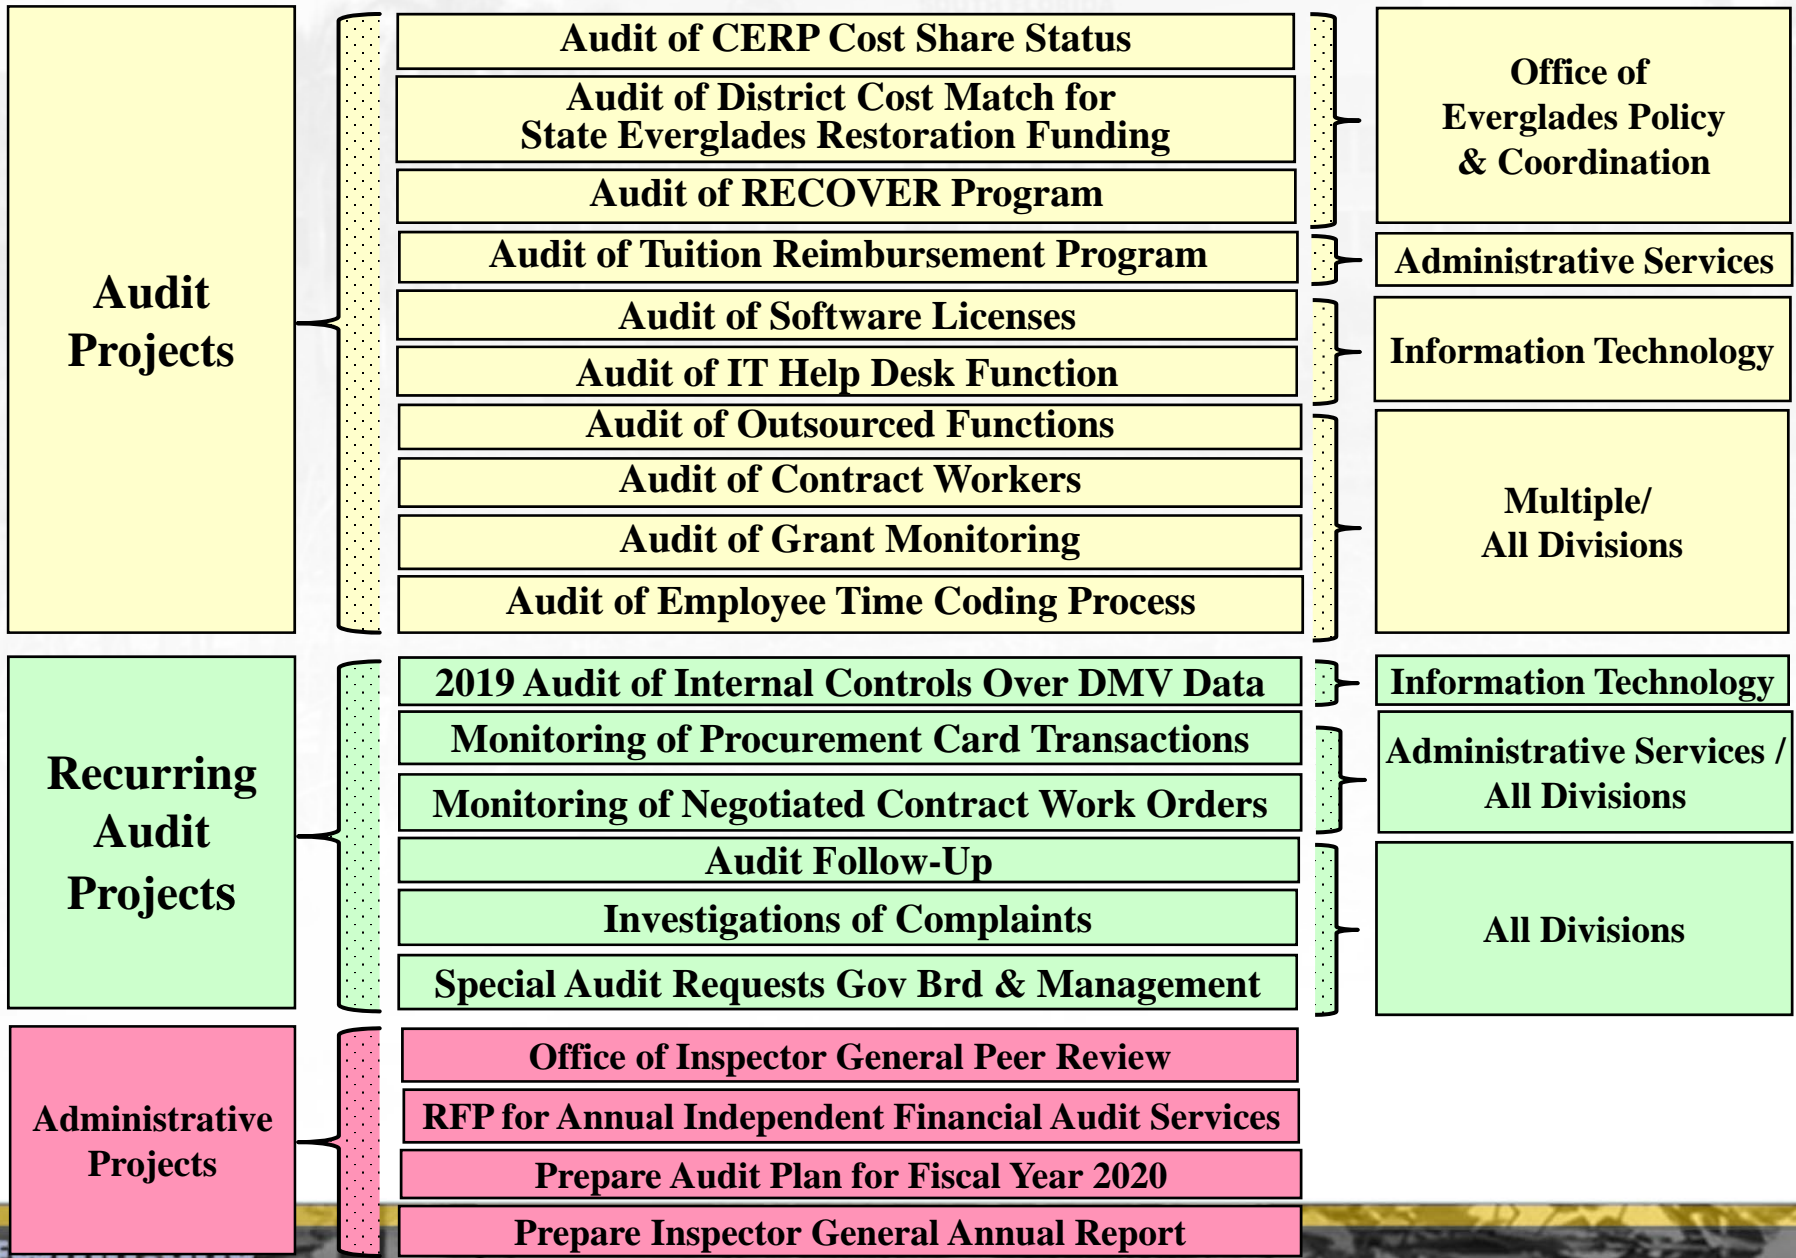 Audit
Projects
Audit of CERP Cost Share Status
Audit of District Cost Match for
State Everglades Restoration Funding
Audit of RECOVER Program
Audit of Tuition Reimbursement Program
Audit of Software Licenses
Audit of IT Help Desk Function
Audit of Outsourced Functions
Audit of Contract Workers
Audit of Grant Monitoring
Audit of Employee Time Coding Process
Office of
Everglades Policy
& Coordination
Administrative Services
Information Technology
Multiple/
All Divisions
Recurring
Audit
Projects
2019 Audit of Internal Controls Over DMV Data
Monitoring of Procurement Card Transactions
Monitoring of Negotiated Contract Work Orders
Audit Follow-Up
Investigations of Complaints
Special Audit Requests Gov Brd & Management
Information Technology
Administrative Services /
All Divisions
All Divisions
Administrative
Projects
Office of Inspector General Peer Review
RFP for Annual Independent Financial Audit Services
Prepare Audit Plan for Fiscal Year 2020
Prepare Inspector General Annual Report